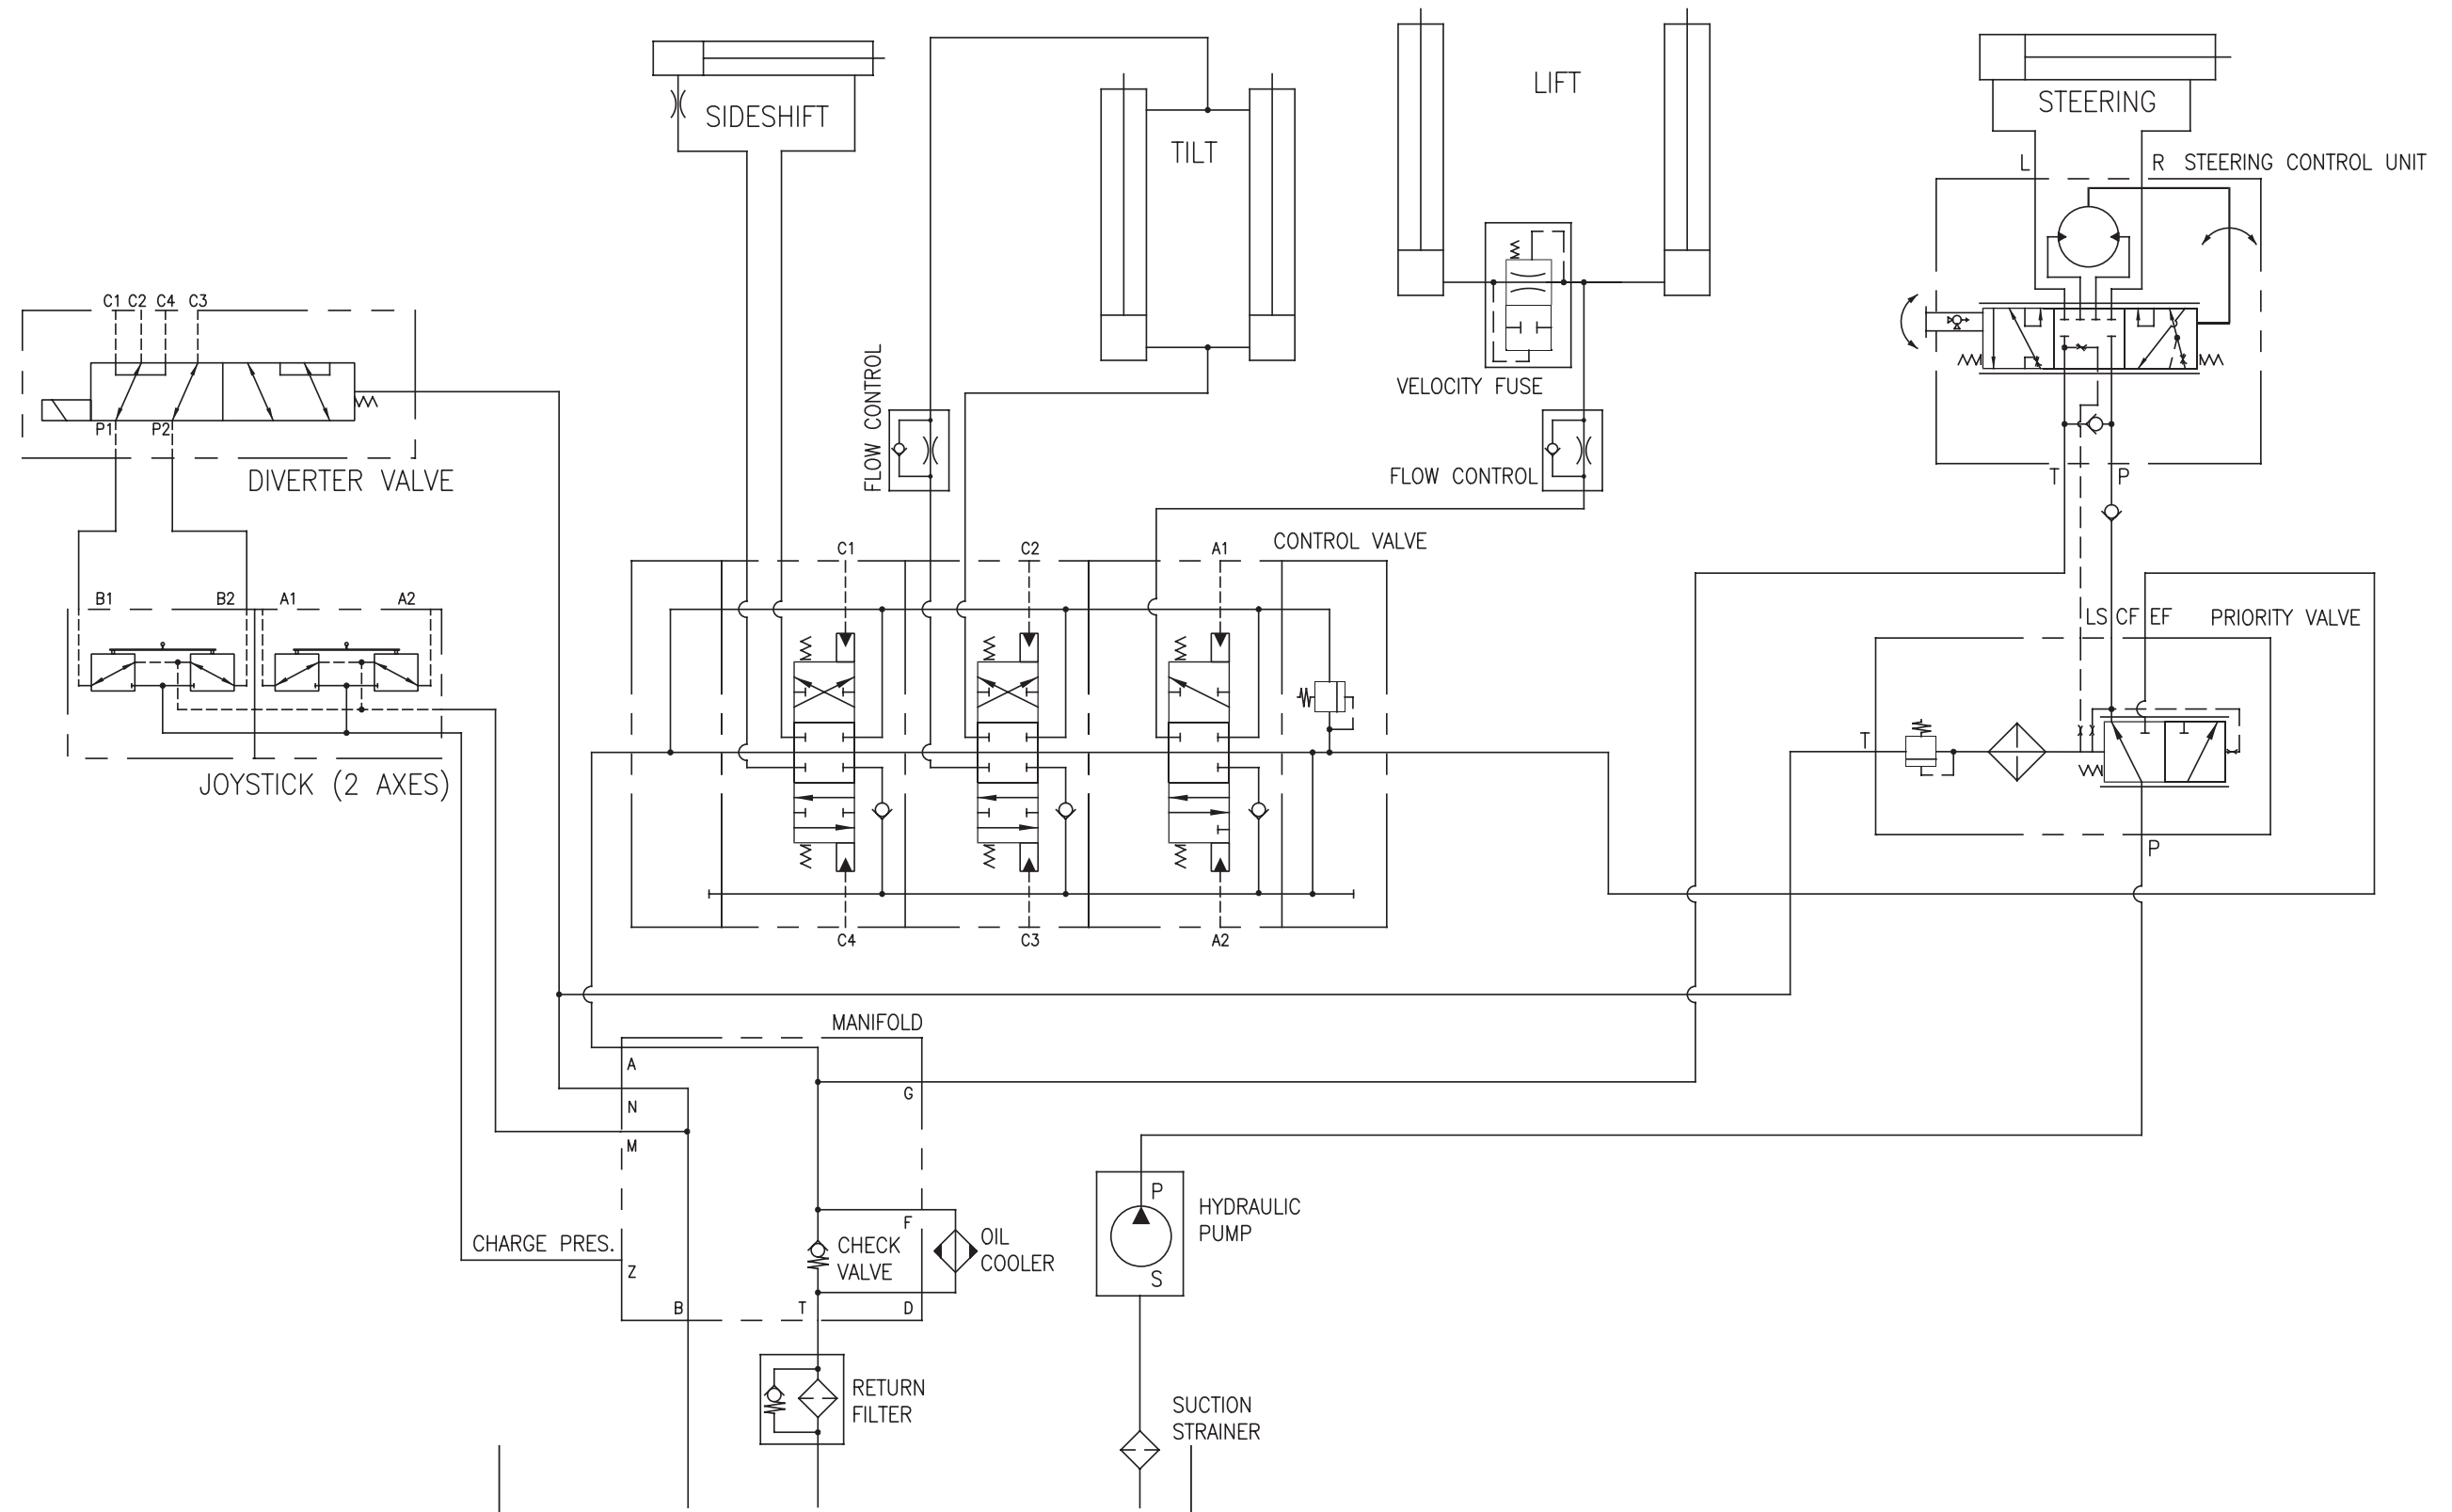 SIDESHIFT
TILT
LIFT
STEERING
L
R STEERING CONTROL UNIT
C1 C2 C4 C3
P1 P2
DIVERTER VALVE
FLOW CONTROL
VELOCITY FUSE
FLOW CONTROL
T P
CONTROL VALVE
C1 C2 A1
B1 B2 A1 A2
JOYSTICK (2 AXES)
LS CF EF PRIORITY VALVE
T
P
C4 C3 A2
MANIFOLD
A
G
N
M
F
CHARGE PRES.
Z
CHECK
VALVE
OIL
COOLER
B T D
P
HYDRAULIC
PUMP
S
RETURN
FILTER
SUCTION
STRAINER